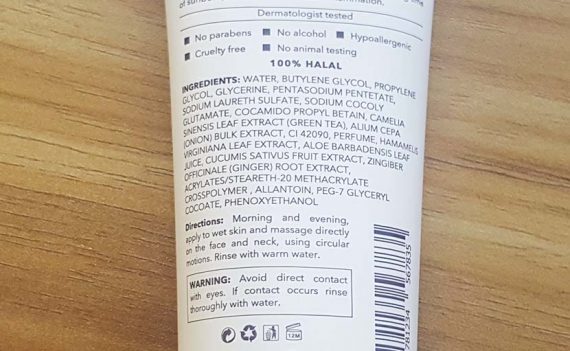 Dermatologist tested
No parabens No alcohol Hypoallergenic
Cruelty free No animal testing
100% HALAL
INGREDIENTS: WATER, BUTYLENE GLYCOL, PROPYLENE
GLYCOL, GLYCERINE, PENTASODIUM PENTETATE,
SODIUM LAURETH SULFATE, SODIUM COCOLY
GLUTAMATE, COCAMIDO PROPYL BETAIN, CAMELIA
SINENSIS LEAF EXTRACT (GREEN TEA), ALIUM CEPA
(ONION) BULK EXTRACT, CI 42090, PERFUME, HAMAMELIS
VIRGINIANA LEAF EXTRACT, ALOE BARBADENSIS LEAF
JUICE, CUCUMIS SATIVUS FRUIT EXTRACT, ZINGIBER
OFFICINALE (GINGER) ROOT EXTRACT,
ACRYLATES/STEARETH-20 METHACRYLATE
CROSSPOLYMER , ALLANTOIN, PEG-7 GLYCERYL
COCOATE, PHENOXYETHANOL
Directions: Morning and evening,
apply to wet skin and massage directly
on the face and neck, using circular
motions. Rinse with warm water.
WARNING: Avoid direct contact
with eyes. If contact occurs rinse
thoroughly with water.
12M
781234 567835